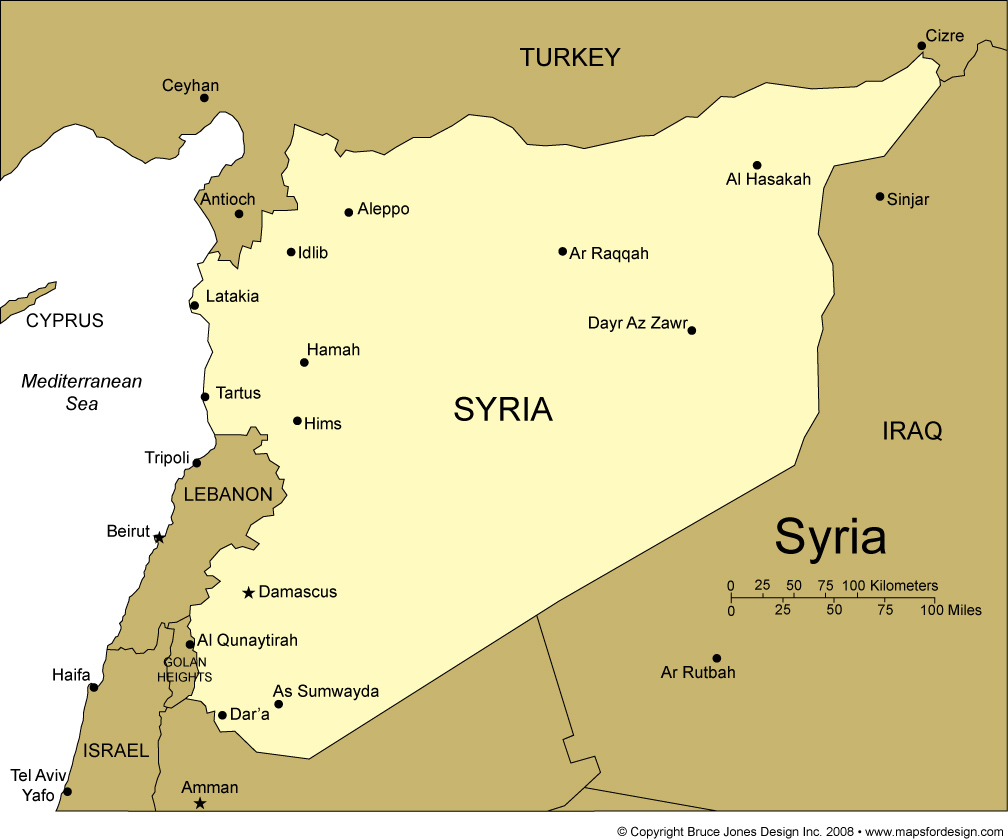 Cizre
TURKEY
Ceyhan
Al Hasakah
Antioch
Sinjar
Aleppo
Idlib
Ar Raqqah
Latakia
CYPRUS
Dayr Az Zawr
Hamah
Mediterranean
Sea
Tartus
SYRIA
Hims
IRAQ
Tripoli
LEBANON
Beirut
Syria
0 25 50 75 100 Kilometers
0 25 50 75 100 Miles
Damascus
Al Qunaytirah
GOLAN
HEIGHTS
Haifa
Ar Rutbah
As Sumwayda
Dar'a
ISRAEL
Tel Aviv
Yafo
Amman
© Copyright Bruce Jones Design Inc. 2008 • www.mapsfordesign.com